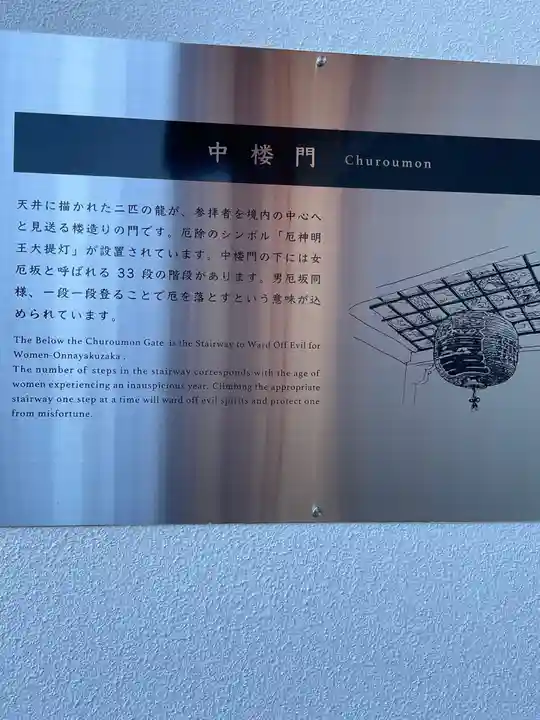 中楼門 Churoumon
天井に描かれた二匹の龍が、参拝者を境内の中心へ
と見送る楼造りの門です。厄除のシンボル「厄神明
王大提灯」が設置されています。中楼門の下には女
厄坂と呼ばれる 33 段の階段があります。男厄坂同
様、一段一段登ることで厄を落とすという意味が込
められています。
The Below the Churoumon Gate is the Stairway to Ward Off Evil for
Women-Onnayakuzaka .
The number of steps in the stairway corresponds with the age of
women experiencing an inauspicious year. Climbing the appropriate
stairway one step at a time will ward off evil spirits and protect one
from misfortune.